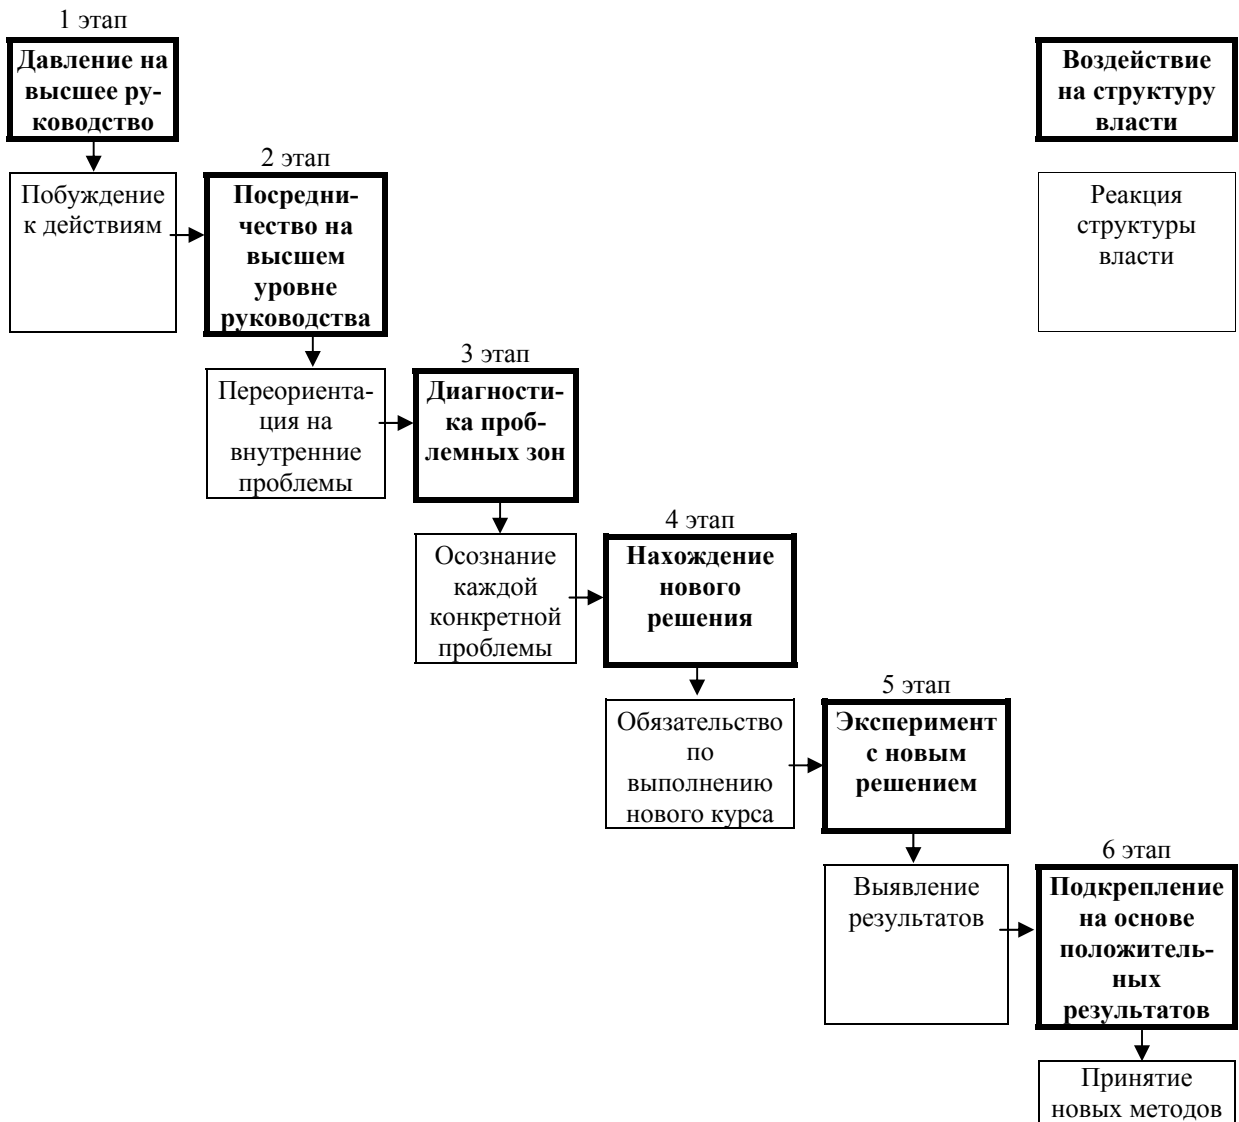 1 этап
Давление на
высшее ру-
ководство
Воздействие
на структуру
власти
Побуждение
к действиям
2 этап
Посредни-
чество на
высшем
уровне
руководства
Реакция
структуры
власти
Переориента-
ция на
внутренние
проблемы
3 этап
Диагности-
ка проб-
лемных зон
Осознание
каждой
конкретной
проблемы
4 этап
Нахождение
нового
решения
Обязательство
по
выполнению
нового курса
5 этап
Эксперимент
с новым
решением
Выявление
результатов
6 этап
Подкрепление
на основе
положитель-
ных
результатов
Принятие
новых методов